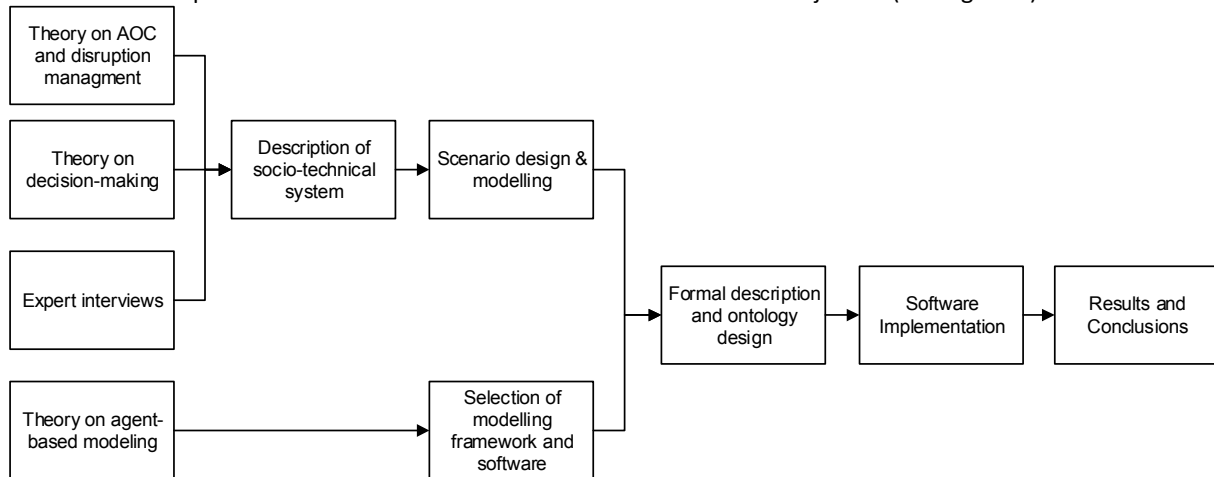 Theory on AOC
and disruption
managment
Theory on
decision-making
Expert interviews
Theory on agent-
based modeling
Description of
socio-technical
system
Scenario design &
modelling
Selection of
modelling
framework and
software
Formal description
and ontology
design
Software
Implementation
Results and
Conclusions